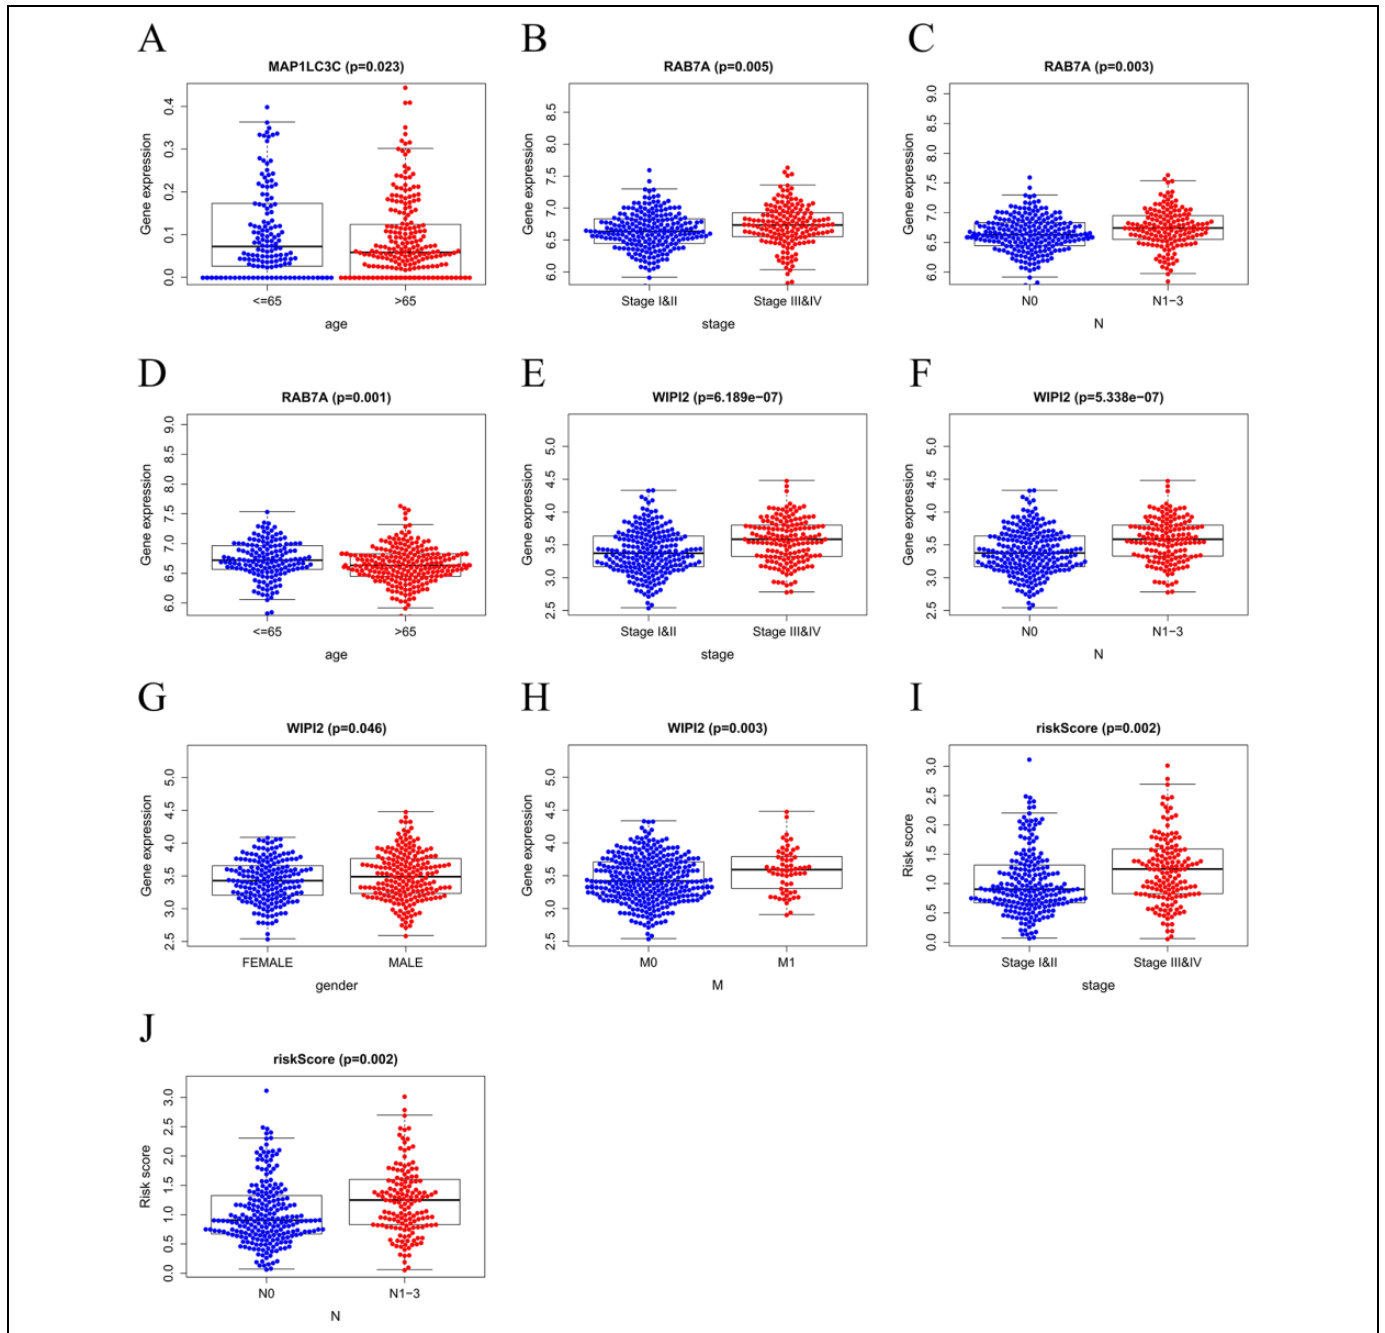 A
MAP1LC3C (p=0.023)
Gene expression
0.4
0.3
0.2
0.1
0.0
<=65
>65
age
B
RAB7A (p=0.005)
Gene expression
8.5
8.0
7.5
7.0
6.5
6.0
Stage I&II
Stage III&IV
stage
C
RAB7A (p=0.003)
Gene expression
9.0
8.5
8.0
7.5
7.0
6.5
6.0
N0
N1−3
N
D
RAB7A (p=0.001)
Gene expression
9.0
8.5
8.0
7.5
7.0
6.5
6.0
<=65
>65
age
E
WIPI2 (p=6.189e−07)
Gene expression
5.0
4.5
4.0
3.5
3.0
2.5
Stage I&II
Stage III&IV
stage
F
WIPI2 (p=5.338e−07)
Gene expression
5.0
4.5
4.0
3.5
3.0
2.5
N0
N1−3
N
G
WIPI2 (p=0.046)
Gene expression
5.0
4.5
4.0
3.5
3.0
2.5
FEMALE
MALE
gender
H
WIPI2 (p=0.003)
Gene expression
5.0
4.5
4.0
3.5
3.0
2.5
M0
M1
M
I
riskScore (p=0.002)
Risk score
3.0
2.5
2.0
1.5
1.0
0.5
0.0
Stage I&II
Stage III&IV
stage
J
riskScore (p=0.002)
Risk score
3.0
2.5
2.0
1.5
1.0
0.5
0.0
N0
N1−3
N